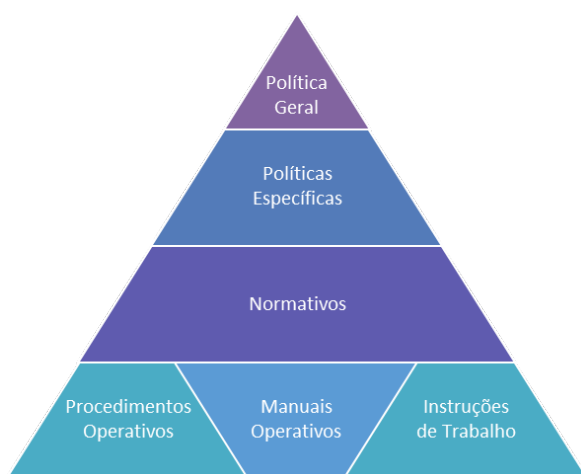 Política
Geral
Políticas
Específicas
Normativos
Procedimentos
Operativos
Manuais
Operativos
Instruções
de Trabalho